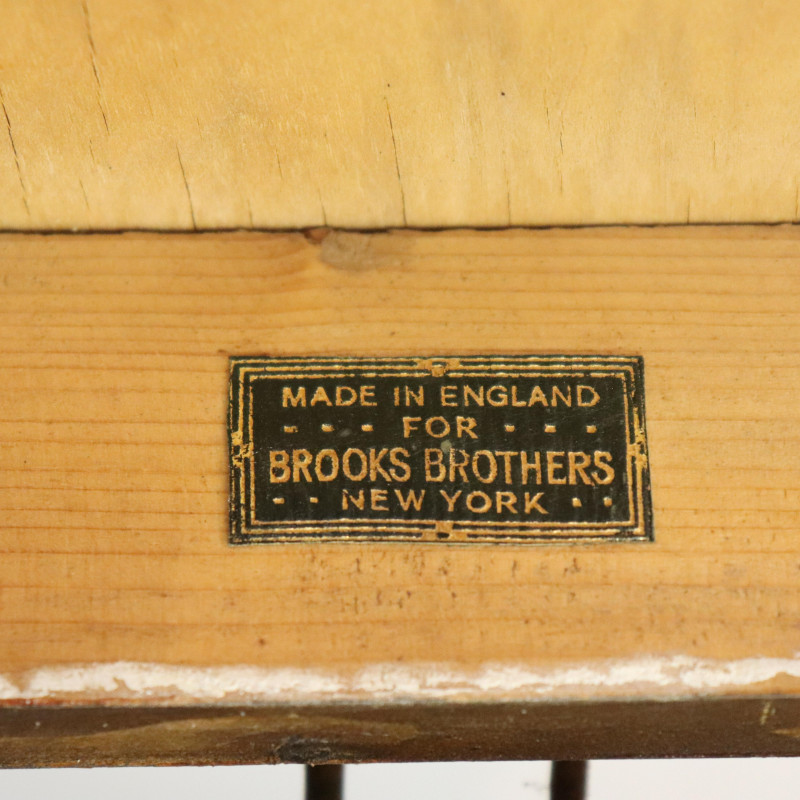 MADE IN ENGLAND
- - - FOR - - -
BROOKS BROTHERS
- - NEW YORK - -